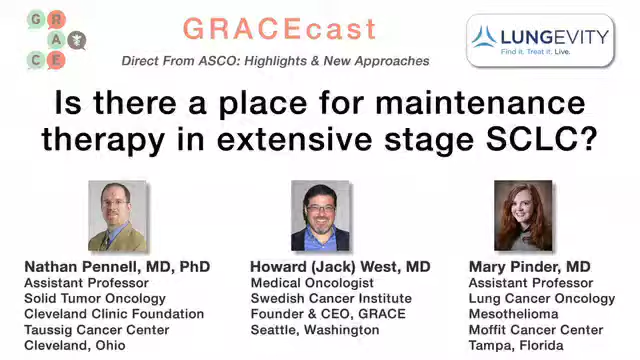 G R A C E
GRACEcast
Direct From ASCO: Highlights & New Approaches
LUNGEVITY
Find it. Treat it. Live.
Is there a place for maintenance
therapy in extensive stage SCLC?
Nathan Pennell, MD, PhD
Assistant Professor
Solid Tumor Oncology
Cleveland Clinic Foundation
Taussig Cancer Center
Cleveland, Ohio
Howard (Jack) West, MD
Medical Oncologist
Swedish Cancer Institute
Founder & CEO, GRACE
Seattle, Washington
Mary Pinder, MD
Assistant Professor
Lung Cancer Oncology
Mesothelioma
Moffit Cancer Center
Tampa, Florida